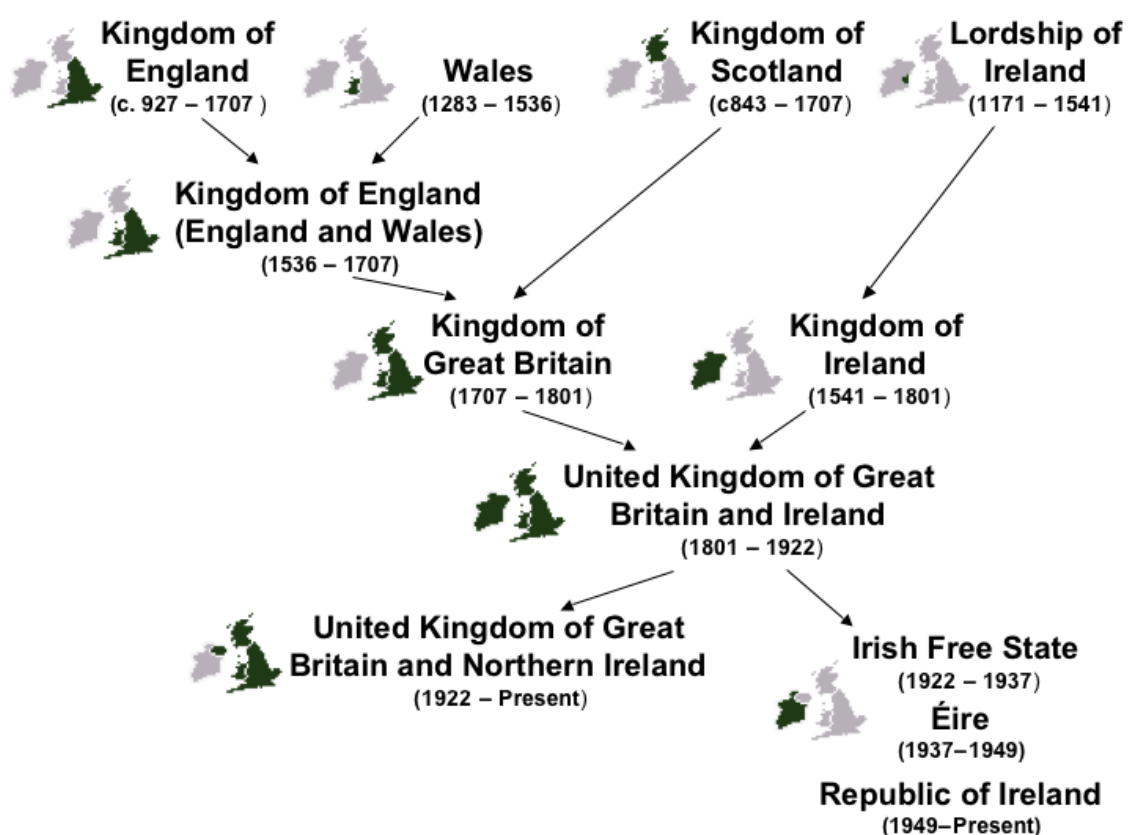 Kingdom of
England
(c. 927 – 1707 )
Wales
(1283 – 1536)
Kingdom of
Scotland
(c843 – 1707)
Lordship of
Ireland
(1171 – 1541)
Kingdom of England
(England and Wales)
(1536 – 1707)
Kingdom of
Great Britain
(1707 – 1801)
Kingdom of
Ireland
(1541 – 1801)
United Kingdom of Great
Britain and Ireland
(1801 – 1922)
United Kingdom of Great
Britain and Northern Ireland
(1922 – Present)
Irish Free State
(1922 – 1937)
Éire
(1937–1949)
Republic of Ireland
(1949–Present)